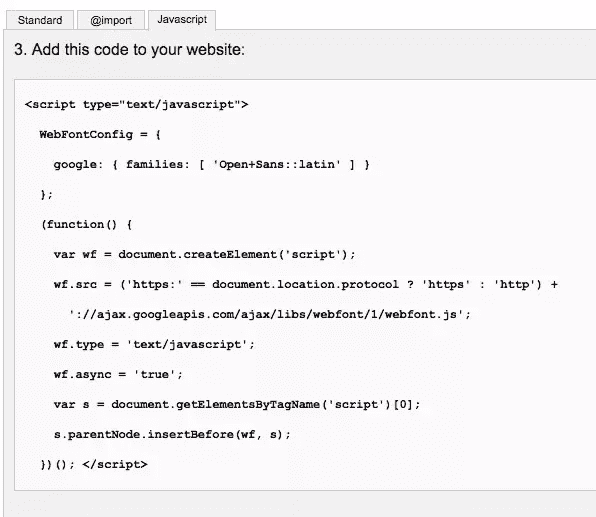 Standard @import Javascript
3. Add this code to your website:
<script type="text/javascript">
WebFontConfig = {
google: { families: [ 'Open+Sans::latin' ] }
};
(function() {
var wf = document.createElement('script');
wf.src = ('https:' == document.location.protocol ? 'https' : 'http') +
'://ajax.googleapis.com/ajax/libs/webfont/1/webfont.js';
wf.type = 'text/javascript';
wf.async = 'true';
var s = document.getElementsByTagName('script')[0];
s.parentNode.insertBefore(wf, s);
})(); </script>